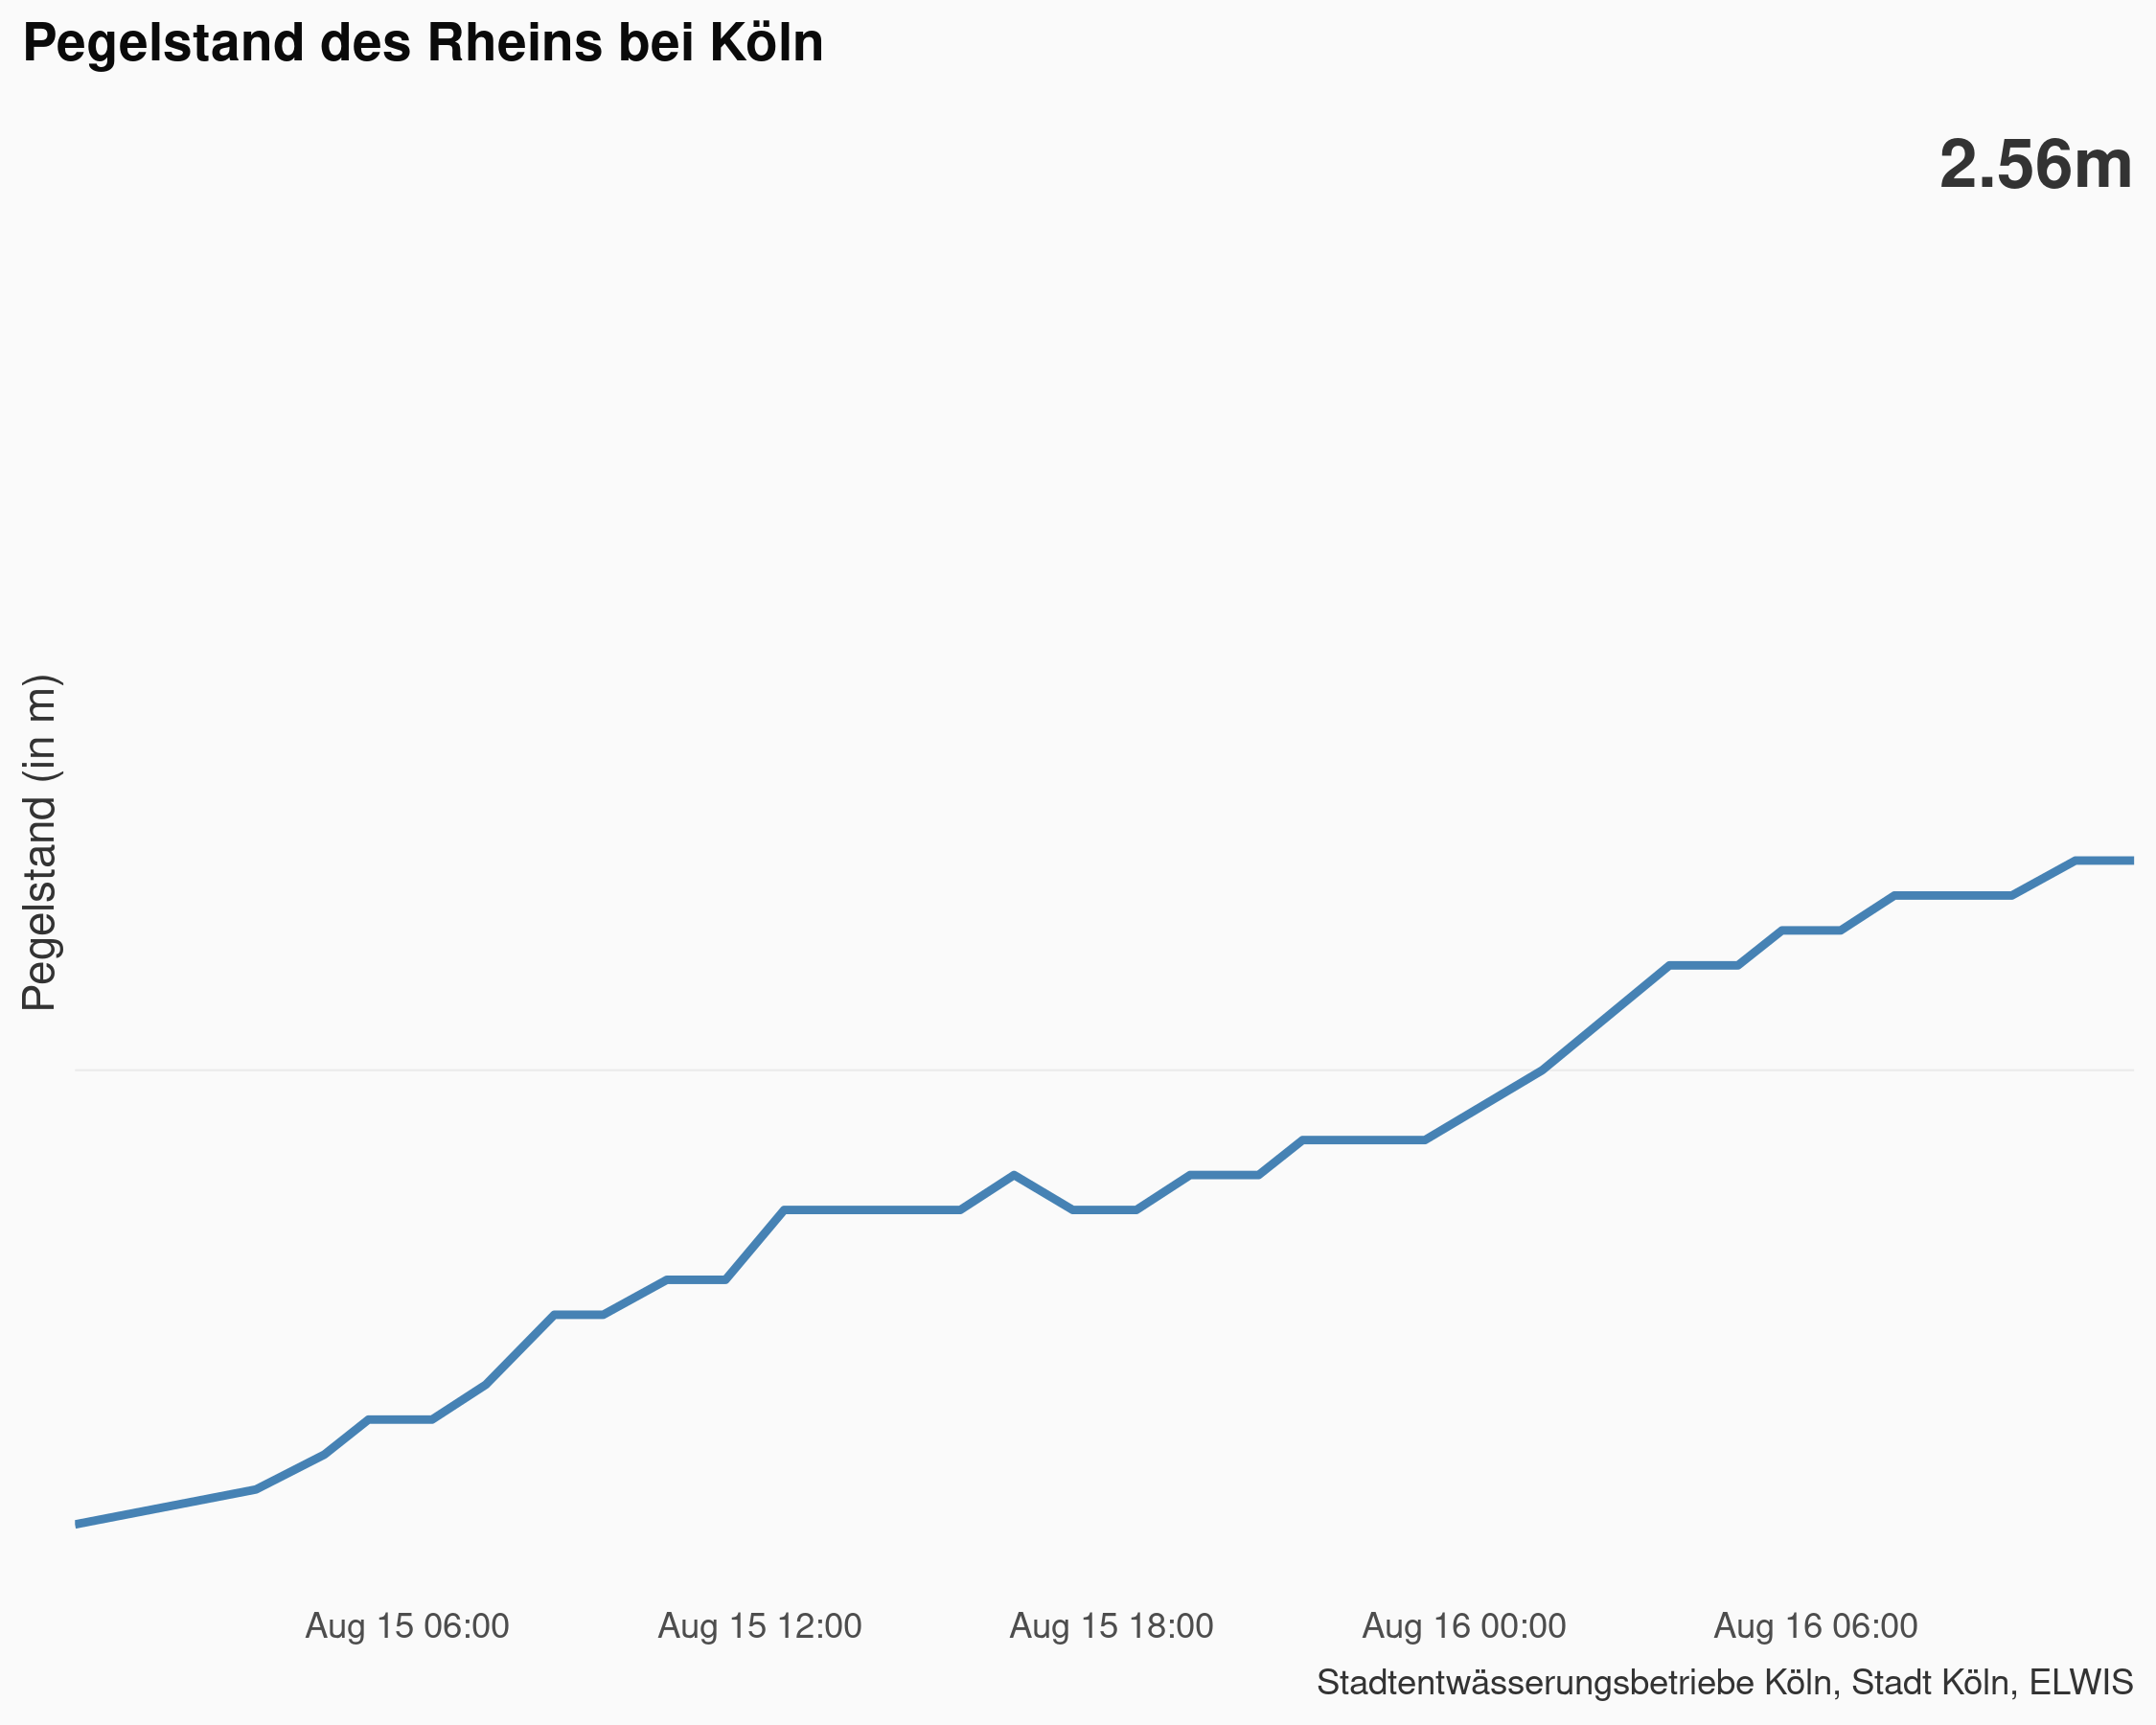 Pegelstand des Rheins bei Köln
2.56m
Pegelstand (in m)
Aug 15 06:00 Aug 15 12:00 Aug 15 18:00 Aug 16 00:00 Aug 16 06:00
Stadtentwässerungsbetriebe Köln, Stadt Köln, ELWIS